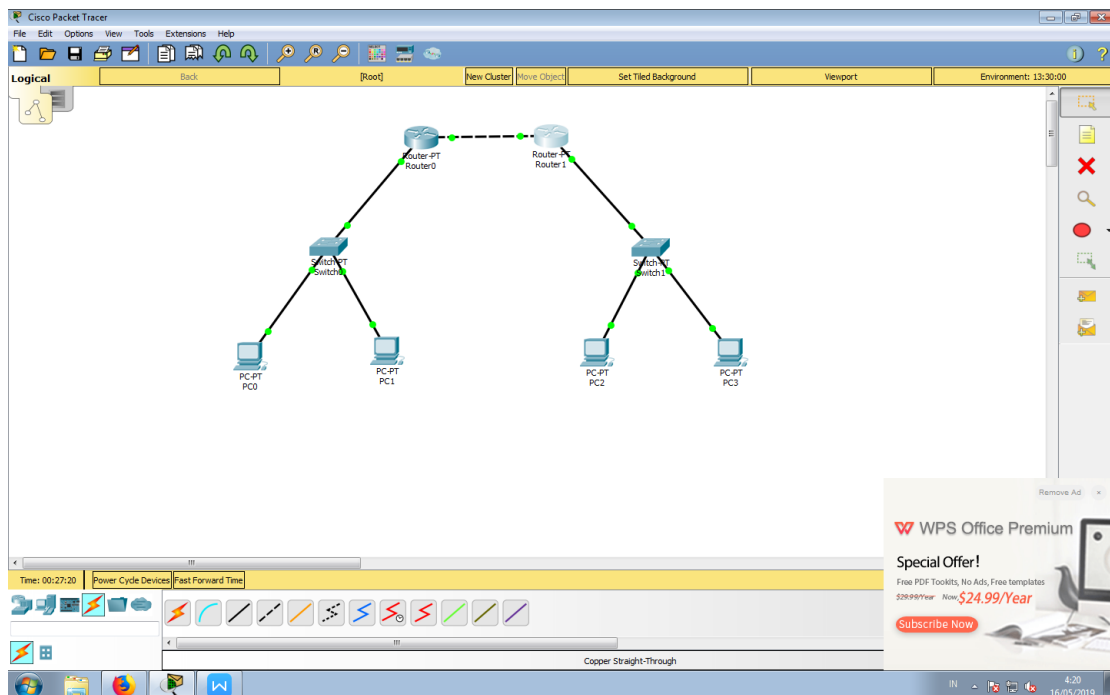 Cisco Packet Tracer
File Edit Options View Tools Extensions Help
Logical Back [Root] New Cluster Move Object Set Tiled Background Viewport Environment: 13:30:00
Router-PT
Router0
Router-PT
Router1
Switch-PT
Switch0
Switch-PT
Switch1
PC-PT
PC0
PC-PT
PC1
PC-PT
PC2
PC-PT
PC3
Remove Ad ×
WPS Office Premium
Special Offer!
Free PDF Tookits, No Ads, Free templates
$29.99/Year Now $24.99/Year
Subscribe Now
Time: 00:27:20 Power Cycle Devices Fast Forward Time
Copper Straight-Through
IN 4:20
16/05/2019